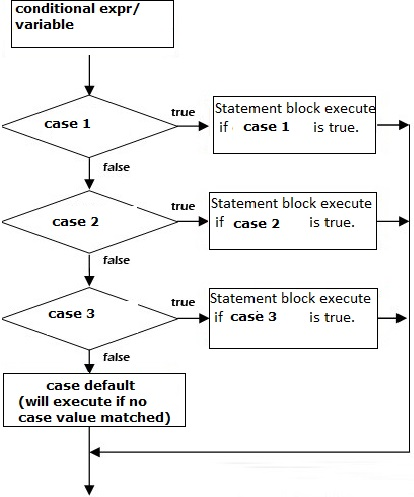 conditional expr/
variable
case 1
true
Statement block execute
if case 1 is true.
false
case 2
true
Statement block execute
if case 2 is true.
false
case 3
true
Statement block execute
if case 3 is true.
false
case default
(will execute if no
case value matched)